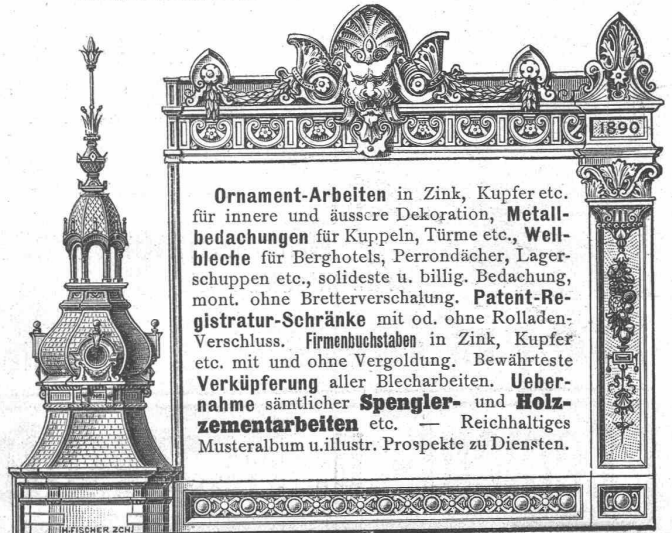 1890
Ornament-Arbeiten in Zink, Kupfer etc.
für innere und äussere Dekoration, Metall-
bedachungen für Kuppeln, Türme etc., Well-
bleche für Berghotels, Perrondächer, Lager-
schuppen etc., solideste u. billig. Bedachung,
mont. ohne Bretterverschalung. Patent-Re-
gistratur-Schränke mit od. ohne Rolladen-
Verschluss. Firmenbuchstaben in Zink, Kupfer
etc. mit und ohne Vergoldung. Bewährteste
Verküpferung aller Blecharbeiten. Ueber-
nahme sämtlicher Spengler- und Holz-
zementarbeiten etc. — Reichhaltiges
Musteralbum u. illustr. Prospekte zu Diensten.
H. FISCHER ZCH.